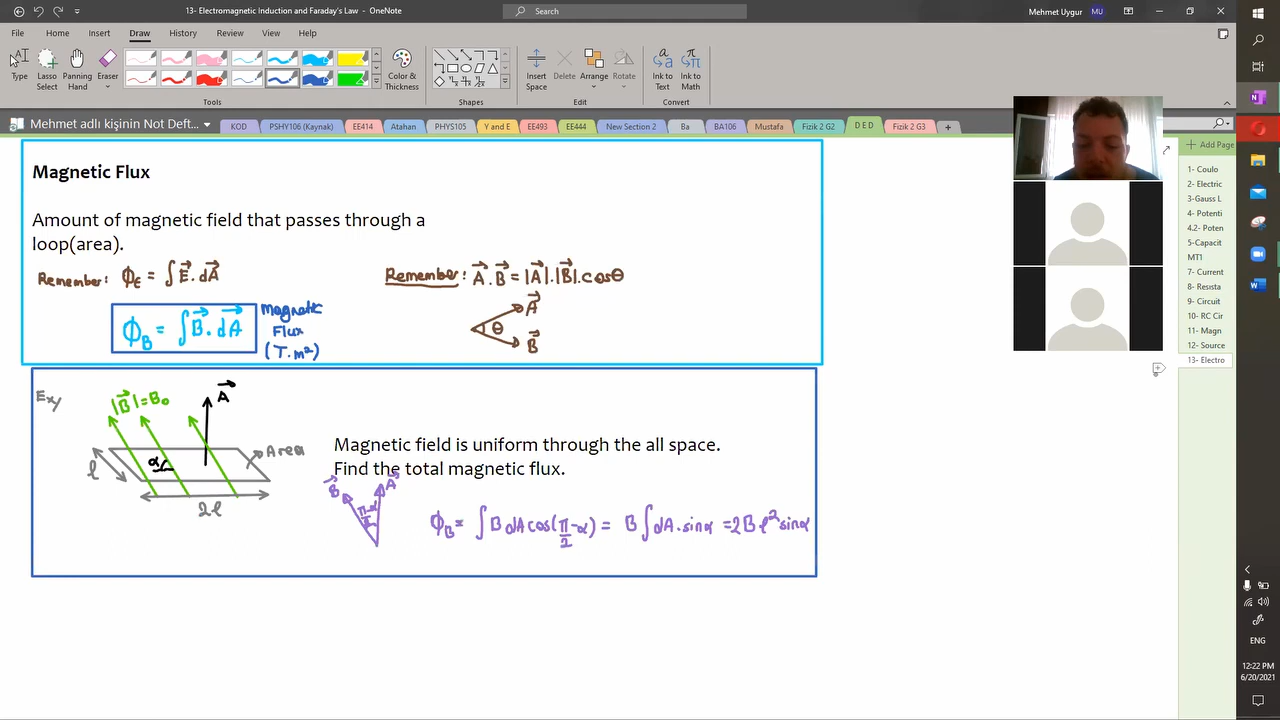 13- Electromagnetic Induction and Faraday's Law - OneNote
Search
Mehmet Uygur
MU
File Home Insert Draw History Review View Help
Type
Lasso Select
Panning Hand
Eraser
Color & Thickness
Insert Space
Delete
Arrange
Rotate
Ink to Text
Ink to Math
Tools
Shapes
Edit
Convert
Mehmet adlı kişinin Not Deft...
KOD PSHY106 (Kaynak) EE414 Atahan PHYS105 Y and E EE493 EE444 New Section 2 Ba BA106 Mustafa Fizik 2 G2 D E D Fizik 2 G3 +
Add Page
1- Coulo
2- Electric
3-Gauss L
4- Potenti
4.2- Poten
5-Capacit
MT1
7- Current
8- Resista
9- Circuit
10- RC Cir
11- Magn
12- Source
13- Electro
Magnetic Flux
Amount of magnetic field that passes through a
loop(area).
Remember: ϕ_E = ∫E⃗. dA⃗
Remember: A⃗. B⃗ = |A⃗|.|B⃗|.cosθ
ϕ_B = ∫B⃗. dA⃗
Magnetic
Flux
(T.m²)
A⃗
θ
B⃗
Ex/
|B⃗|=B₀
A⃗
α
Area
ℓ
2ℓ
Magnetic field is uniform through the all space.
Find the total magnetic flux.
B⃗
A⃗
π/2-α
ϕ_B = ∫B dA cos(π/2-α) = B∫dA.sinα =2Bℓ²sinα
ENG
12:22 PM
6/20/2021